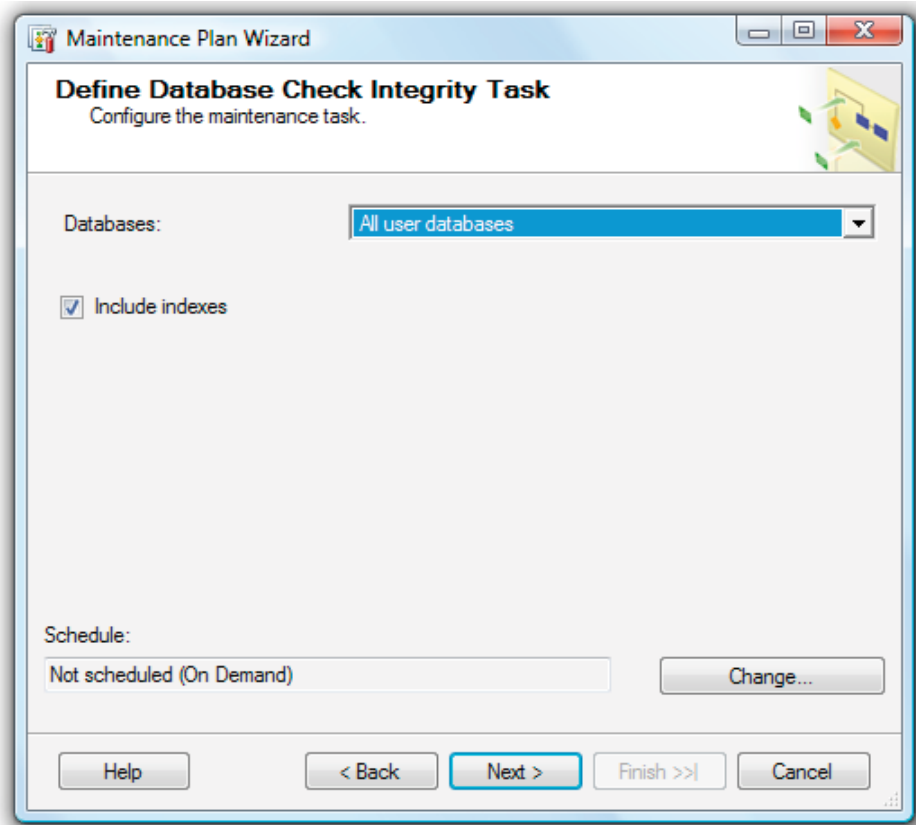 Maintenance Plan Wizard
Define Database Check Integrity Task
Configure the maintenance task.
Databases:
All user databases
Include indexes
Schedule:
Not scheduled (On Demand)
Change...
Help
< Back
Next >
Finish >>|
Cancel